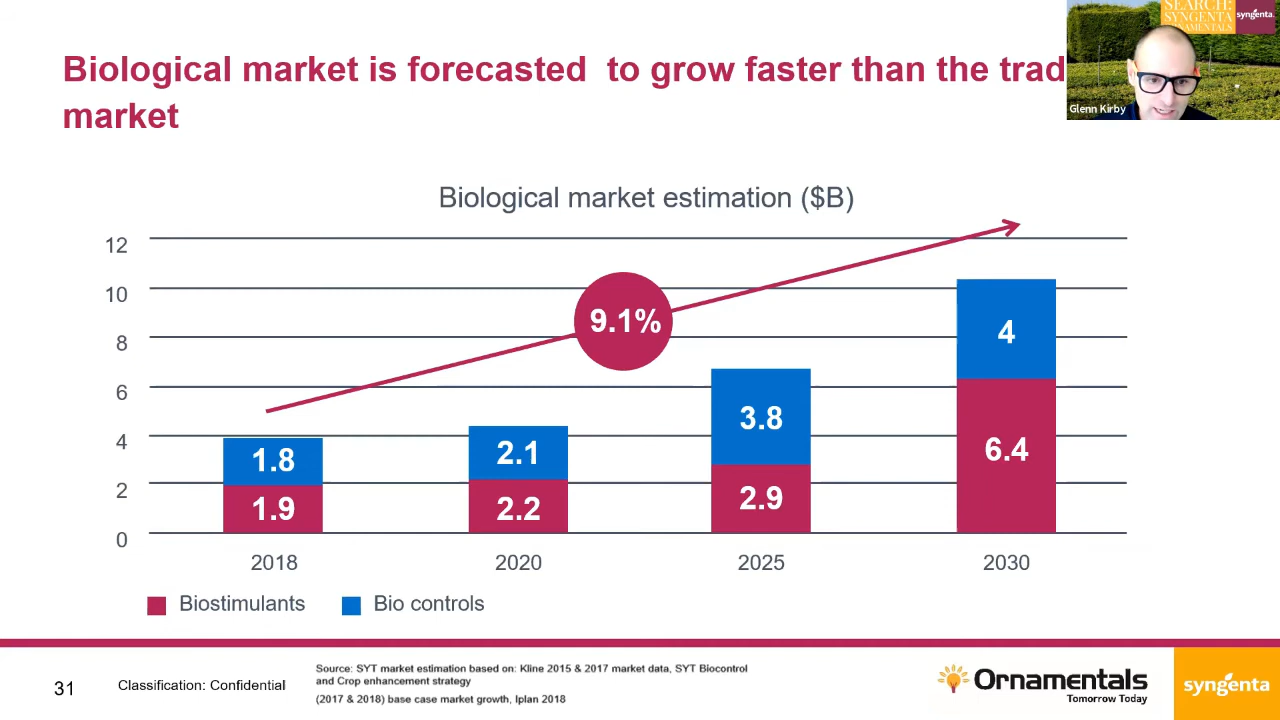 Biological market is forecasted  to grow faster than the trad
market
SEARCH:
SYNGENTA
ORNAMENTALS
syngenta.
Glenn Kirby
Biological market estimation ($B)
12
10
8
6
4
2
0
9.1%
1.8
1.9
2.1
2.2
3.8
2.9
4
6.4
2018
2020
2025
2030
Biostimulants
Bio controls
31
Classification: Confidential
Source: SYT market estimation based on: Kline 2015 & 2017 market data, SYT Biocontrol
and Crop enhancement strategy
(2017 & 2018) base case market growth, Iplan 2018
Ornamentals
Tomorrow Today
syngenta